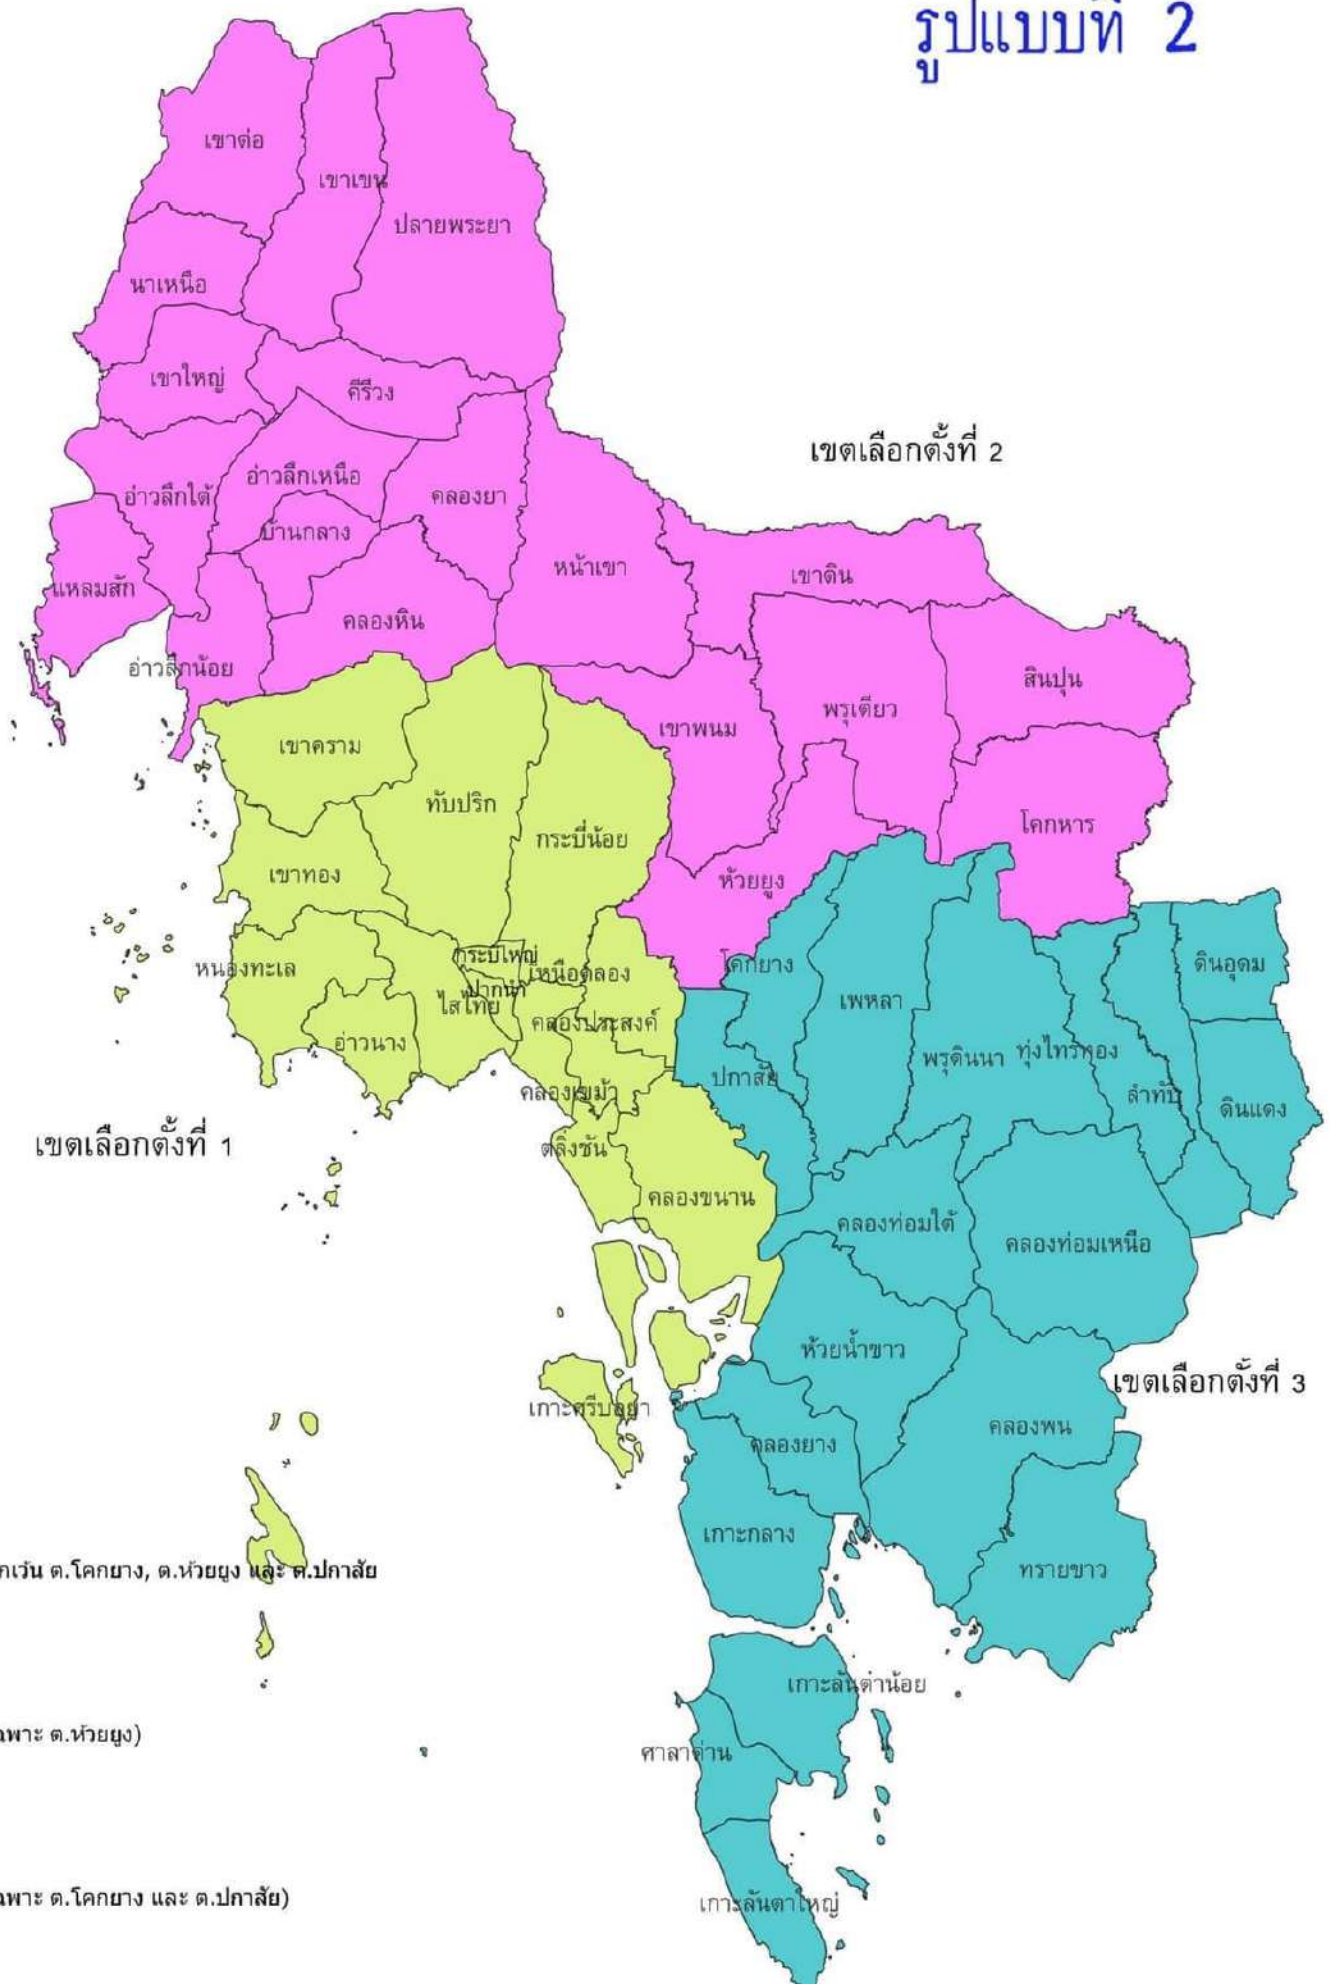 รูปแบบที่ 2
เขาต่อ
เขาเขน
ปลายพระยา
นาเหนือ
เขาใหญ่
คีรีวง
เขตเลือกตั้งที่ 2
อ่าวลึกเหนือ
อ่าวลึกใต้
คลองยา
บ้านกลาง
หน้าเขา
เขาดิน
แหลมสัก
คลองหิน
อ่าวลึกน้อย
สินปุน
พรุเตียว
เขาพนม
เขาคราม
ทับปริก
โคกหาร
กระบี่น้อย
เขาทอง
ห้วยยูง
กระบี่ใหญ่
หนองทะเล
เหนือคลอง
โคกยาง
ดินอุดม
ปากน้ำ
ไสไทย
เพหลา
คลองประสงค์
อ่าวนาง
พรุดินนา
ทุ่งไทรทอง
ปกาสัย
คลองเขม้า
ลำทับ
ดินแดง
เขตเลือกตั้งที่ 1
ตลิ่งชัน
คลองขนาน
คลองท่อมใต้
คลองท่อมเหนือ
ห้วยน้ำขาว
เขตเลือกตั้งที่ 3
เกาะศรีบอยา
คลองพน
คลองยาง
เกาะกลาง
กเว้น ต.โคกยาง, ต.ห้วยยูง และ ต.ปกาสัย
ทรายขาว
เกาะลันตาน้อย
ฉพาะ ต.ห้วยยูง)
ศาลาด่าน
ฉพาะ ต.โคกยาง และ ต.ปกาสัย)
เกาะลันตาใหญ่